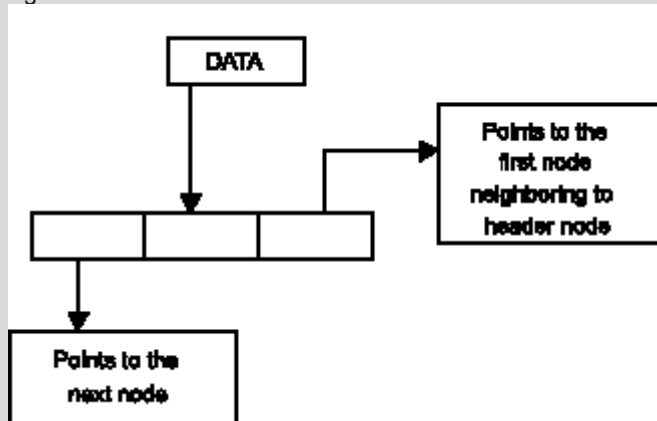 DATA
Points to the
first node
neighboring to
header node
Points to the
next node